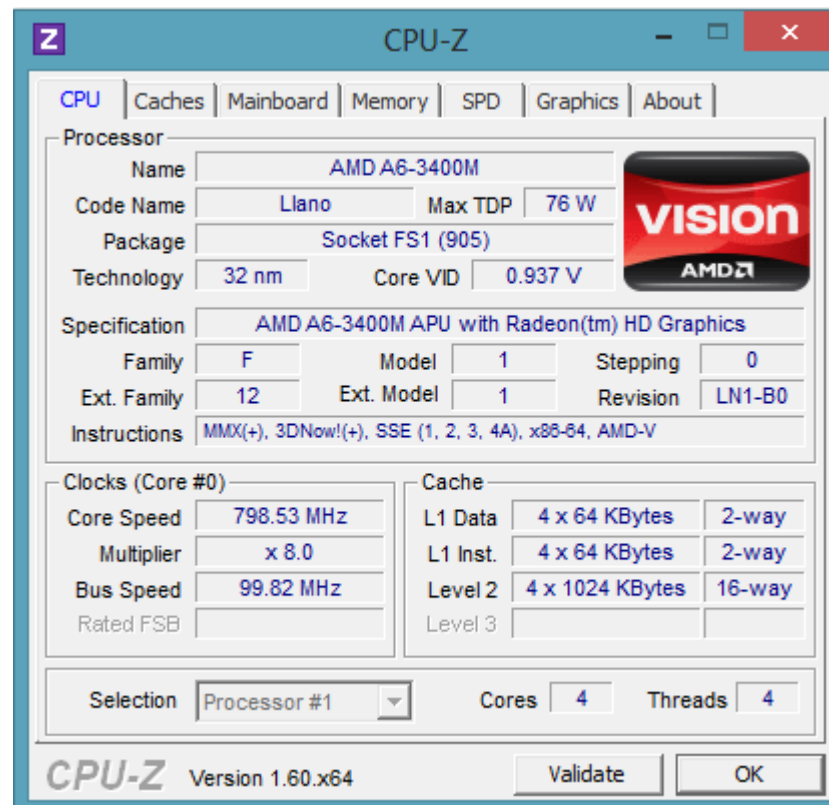 Z CPU-Z
CPU Caches Mainboard Memory SPD Graphics About
Processor
Name AMD A6-3400M
Code Name Llano Max TDP 76 W
Package Socket FS1 (905)
Technology 32 nm Core VID 0.937 V
VISION
AMD
Specification AMD A6-3400M APU with Radeon(tm) HD Graphics
Family F Model 1 Stepping 0
Ext. Family 12 Ext. Model 1 Revision LN1-B0
Instructions MMX(+), 3DNow!(+), SSE (1, 2, 3, 4A), x86-64, AMD-V
Clocks (Core #0)
Core Speed 798.53 MHz
Multiplier x 8.0
Bus Speed 99.82 MHz
Rated FSB
Cache
L1 Data 4 x 64 KBytes 2-way
L1 Inst. 4 x 64 KBytes 2-way
Level 2 4 x 1024 KBytes 16-way
Level 3
Selection Processor #1 Cores 4 Threads 4
CPU-Z Version 1.60.x64 Validate OK